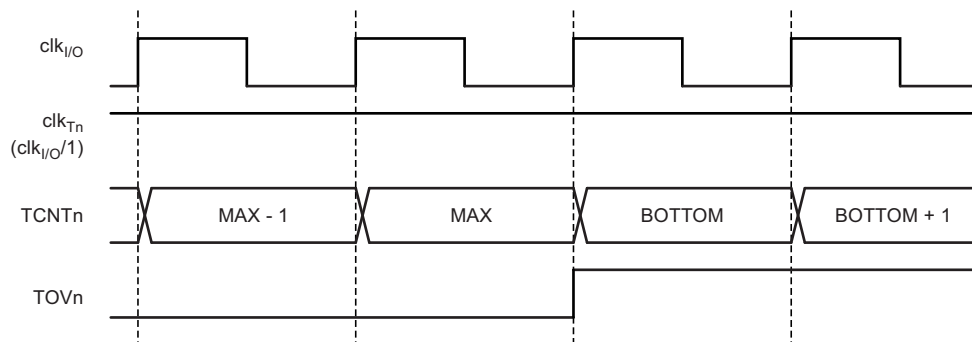 clkI/O
clkTn
(clkI/O/1)
TCNTn MAX - 1 MAX BOTTOM BOTTOM + 1
TOVn